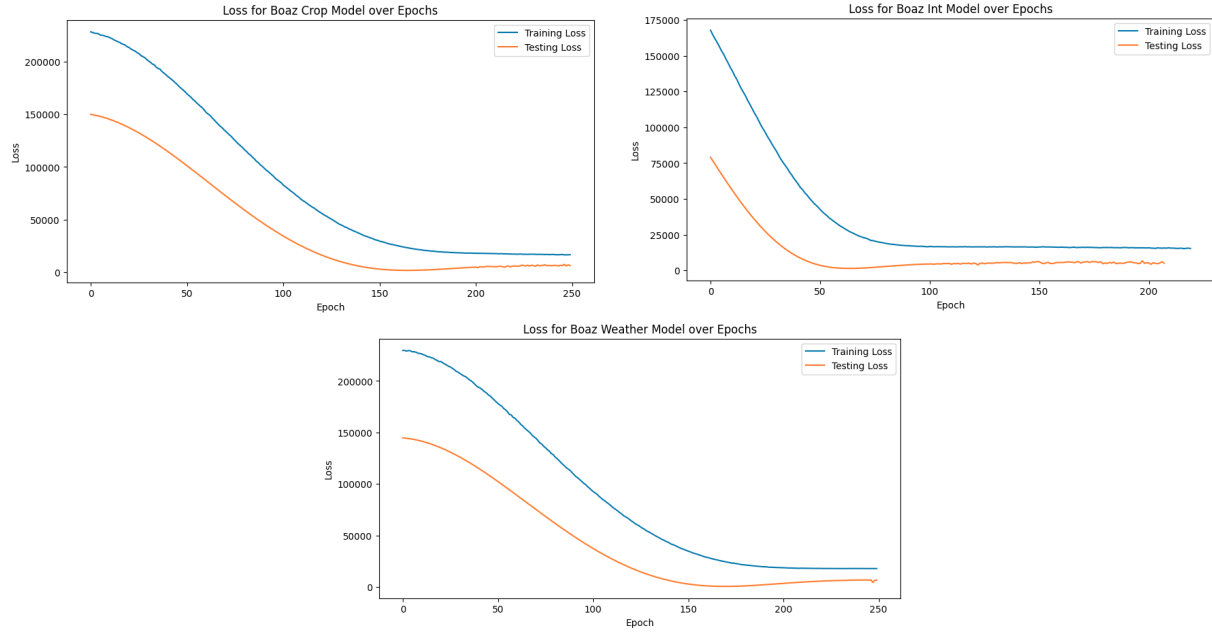 Loss for Boaz Crop Model over Epochs
Training Loss
Testing Loss
200000
150000
100000
50000
0
Loss
0
50
100
150
200
250
Epoch
Loss for Boaz Int Model over Epochs
Training Loss
Testing Loss
175000
150000
125000
100000
75000
50000
25000
0
Loss
0
50
100
150
200
Epoch
Loss for Boaz Weather Model over Epochs
Training Loss
Testing Loss
200000
150000
100000
50000
0
Loss
0
50
100
150
200
250
Epoch